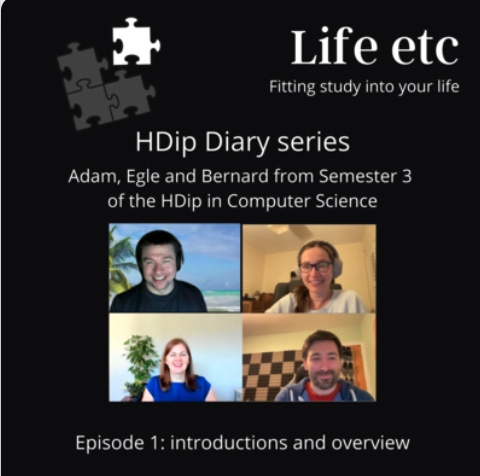 Life etc
Fitting study into your life
HDip Diary series
Adam, Egle and Bernard from Semester 3
of the HDip in Computer Science
Episode 1: introductions and overview